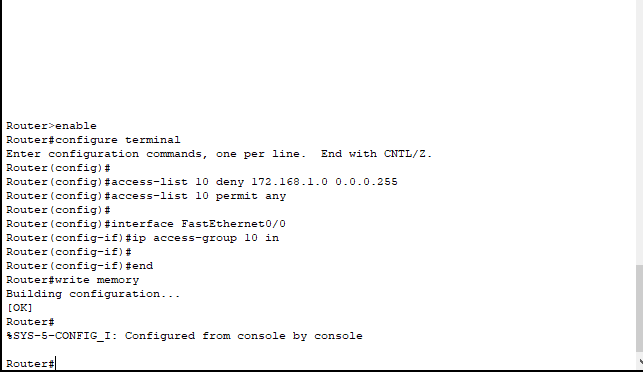 Router>enable
Router#configure terminal
Enter configuration commands, one per line.  End with CNTL/Z.
Router(config)#
Router(config)#access-list 10 deny 172.168.1.0 0.0.0.255
Router(config)#access-list 10 permit any
Router(config)#
Router(config)#interface FastEthernet0/0
Router(config-if)#ip access-group 10 in
Router(config-if)#
Router(config-if)#end
Router#write memory
Building configuration...
[OK]
Router#
%SYS-5-CONFIG_I: Configured from console by console
Router#